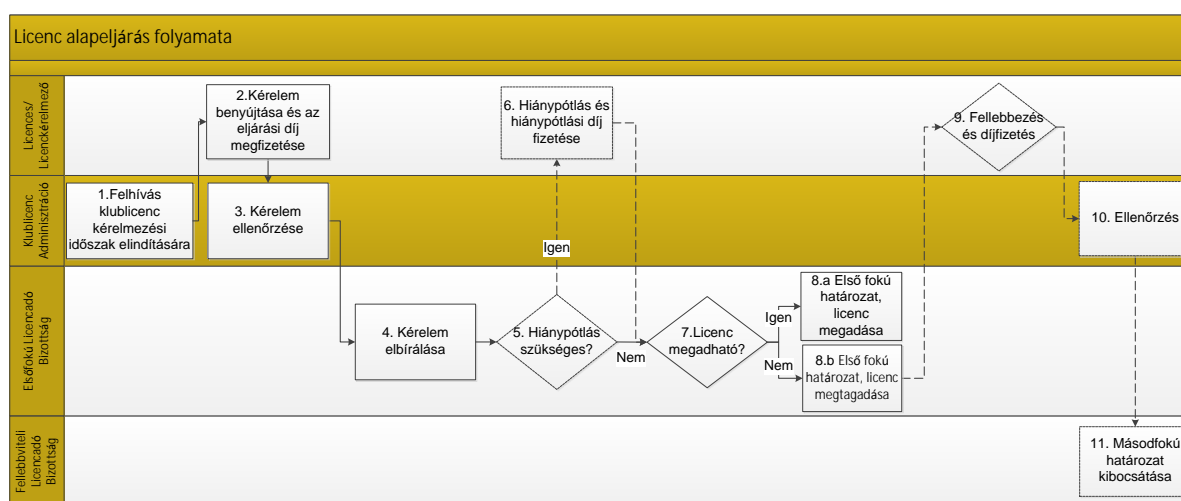 Licenc alapeljárás folyamata
Licences/
Licenckérelmező
2.Kérelem
benyújtása és az
eljárási díj
megfizetése
6. Hiánypótlás és
hiánypótlási díj
fizetése
9. Fellebbezés
és díjfizetés
Klublicenc
Adminisztráció
1.Felhívás
klublicenc
kérelmezési
időszak elindítására
3. Kérelem
ellenőrzése
10. Ellenőrzés
Igen
Elsőfokú Licencadó
Bizottság
4. Kérelem
elbírálása
5. Hiánypótlás
szükséges?
Nem
7.Licenc
megadható?
Igen
Nem
8.a Első fokú
határozat,
licenc
megadása
8.b Első fokú
határozat, licenc
megtagadása
Fellebbviteli
Licencadó
Bizottság
11. Másodfokú
határozat
kibocsátása